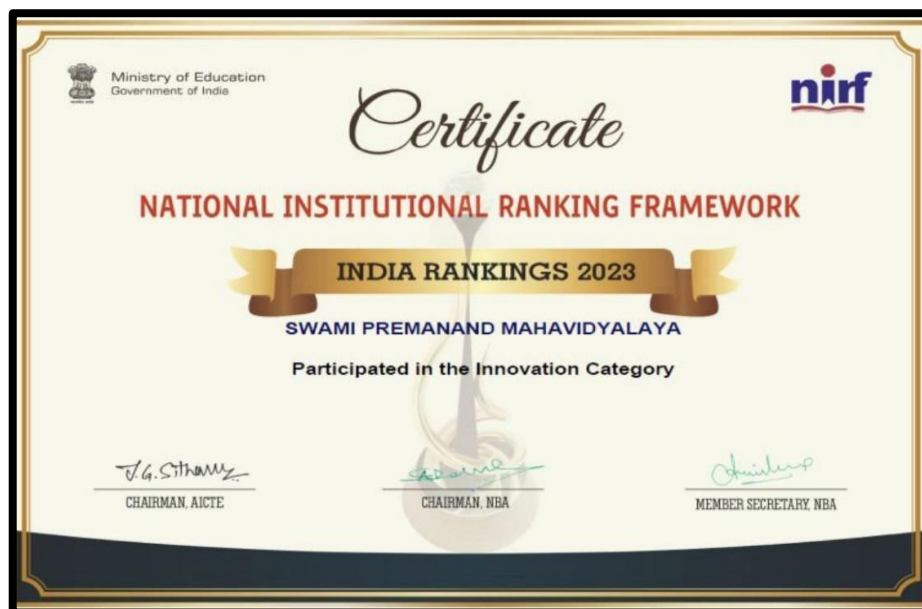 Ministry of Education
Government of India
nirf
Certificate
NATIONAL INSTITUTIONAL RANKING FRAMEWORK
INDIA RANKINGS 2023
SWAMI PREMANAND MAHAVIDYALAYA
Participated in the Innovation Category
T.G. Sitharam
CHAIRMAN, AICTE
CHAIRMAN, NBA
MEMBER SECRETARY, NBA